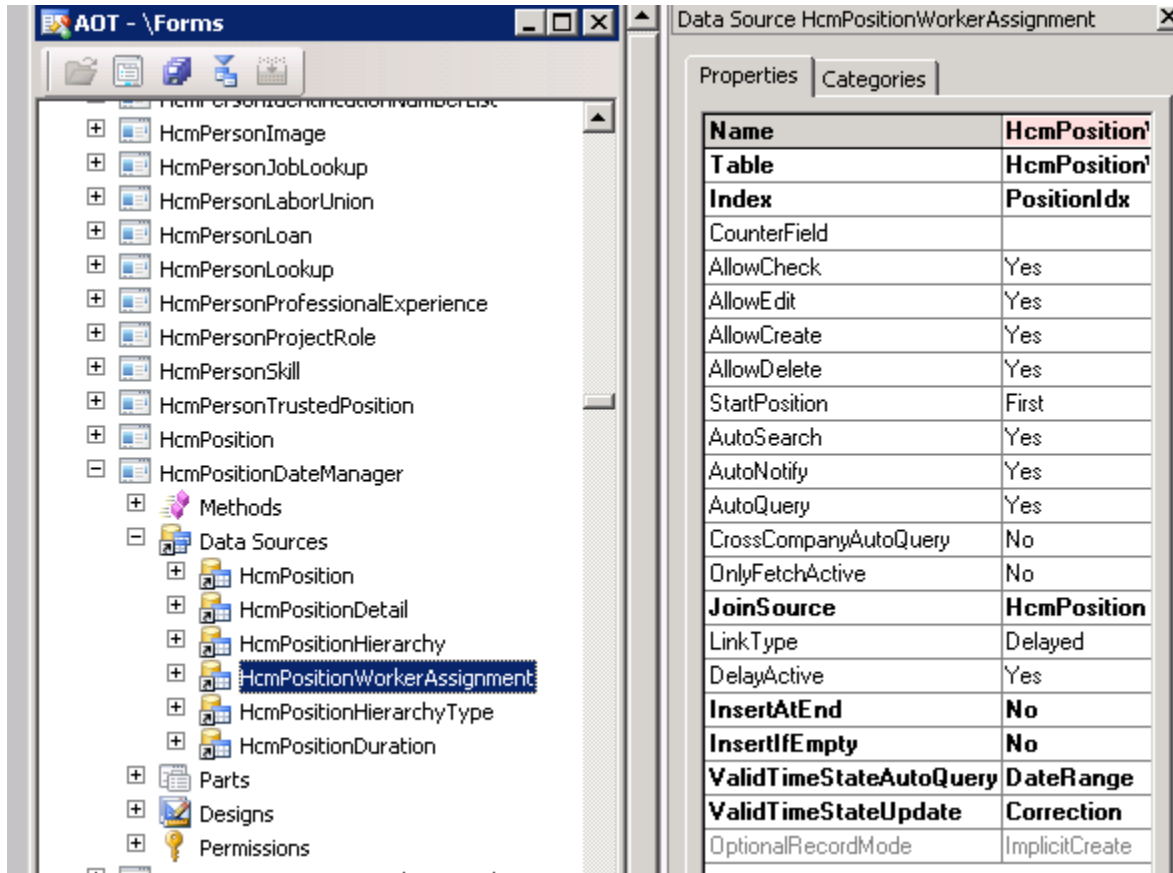 AOT - \Forms
HcmPersonIdentificationNumberList
HcmPersonImage
HcmPersonJobLookup
HcmPersonLaborUnion
HcmPersonLoan
HcmPersonLookup
HcmPersonProfessionalExperience
HcmPersonProjectRole
HcmPersonSkill
HcmPersonTrustedPosition
HcmPosition
HcmPositionDateManager
Methods
Data Sources
HcmPosition
HcmPositionDetail
HcmPositionHierarchy
HcmPositionWorkerAssignment
HcmPositionHierarchyType
HcmPositionDuration
Parts
Designs
Permissions
Data Source HcmPositionWorkerAssignment
Properties Categories
Name HcmPosition
Table HcmPosition
Index PositionIdx
CounterField
AllowCheck Yes
AllowEdit Yes
AllowCreate Yes
AllowDelete Yes
StartPosition First
AutoSearch Yes
AutoNotify Yes
AutoQuery Yes
CrossCompanyAutoQuery No
OnlyFetchActive No
JoinSource HcmPosition
LinkType Delayed
DelayActive Yes
InsertAtEnd No
InsertIfEmpty No
ValidTimeStateAutoQuery DateRange
ValidTimeStateUpdate Correction
OptionalRecordMode ImplicitCreate